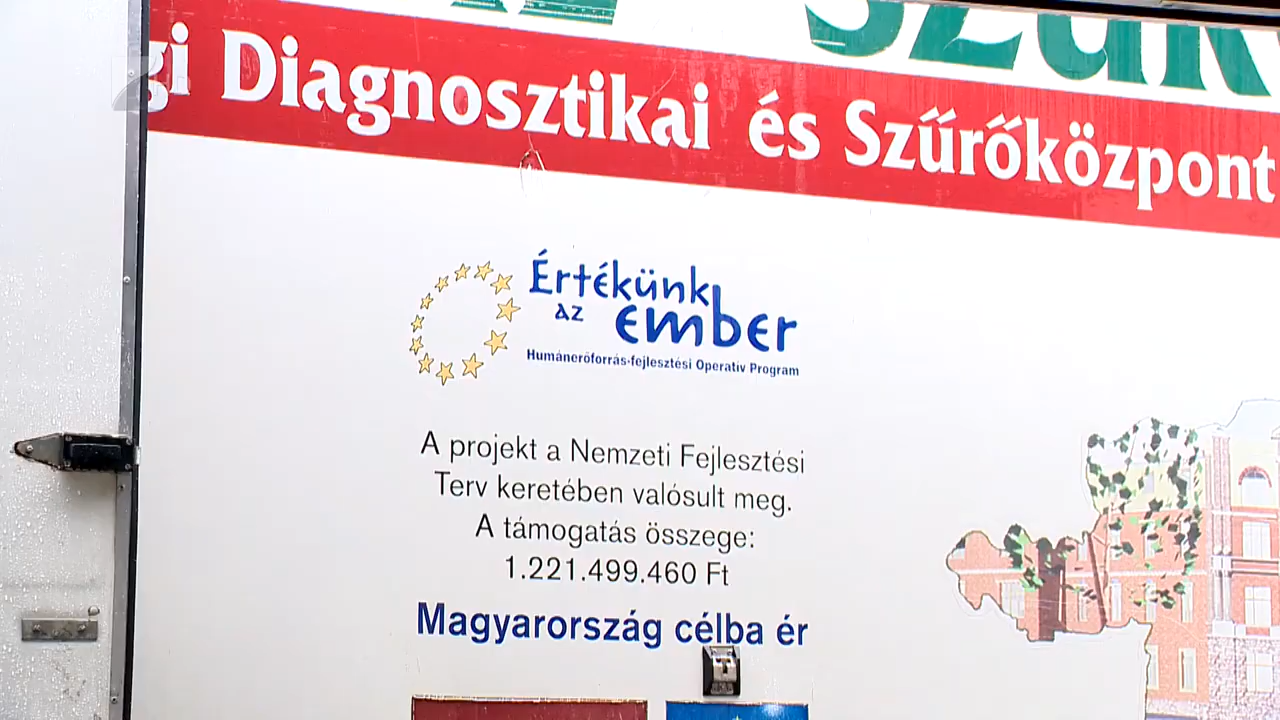 gi Diagnosztikai és Szűrőközpont
Értékünk
az ember
Humánerőforrás-fejlesztési Operatív Program
A projekt a Nemzeti Fejlesztési
Terv keretében valósult meg.
A támogatás összege:
1.221.499.460 Ft
Magyarország célba ér